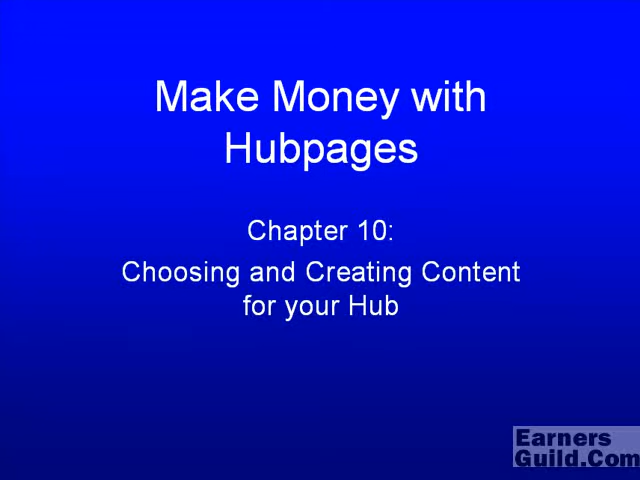 Make Money with
Hubpages
Chapter 10:
Choosing and Creating Content
for your Hub
Earners
Guild.Com